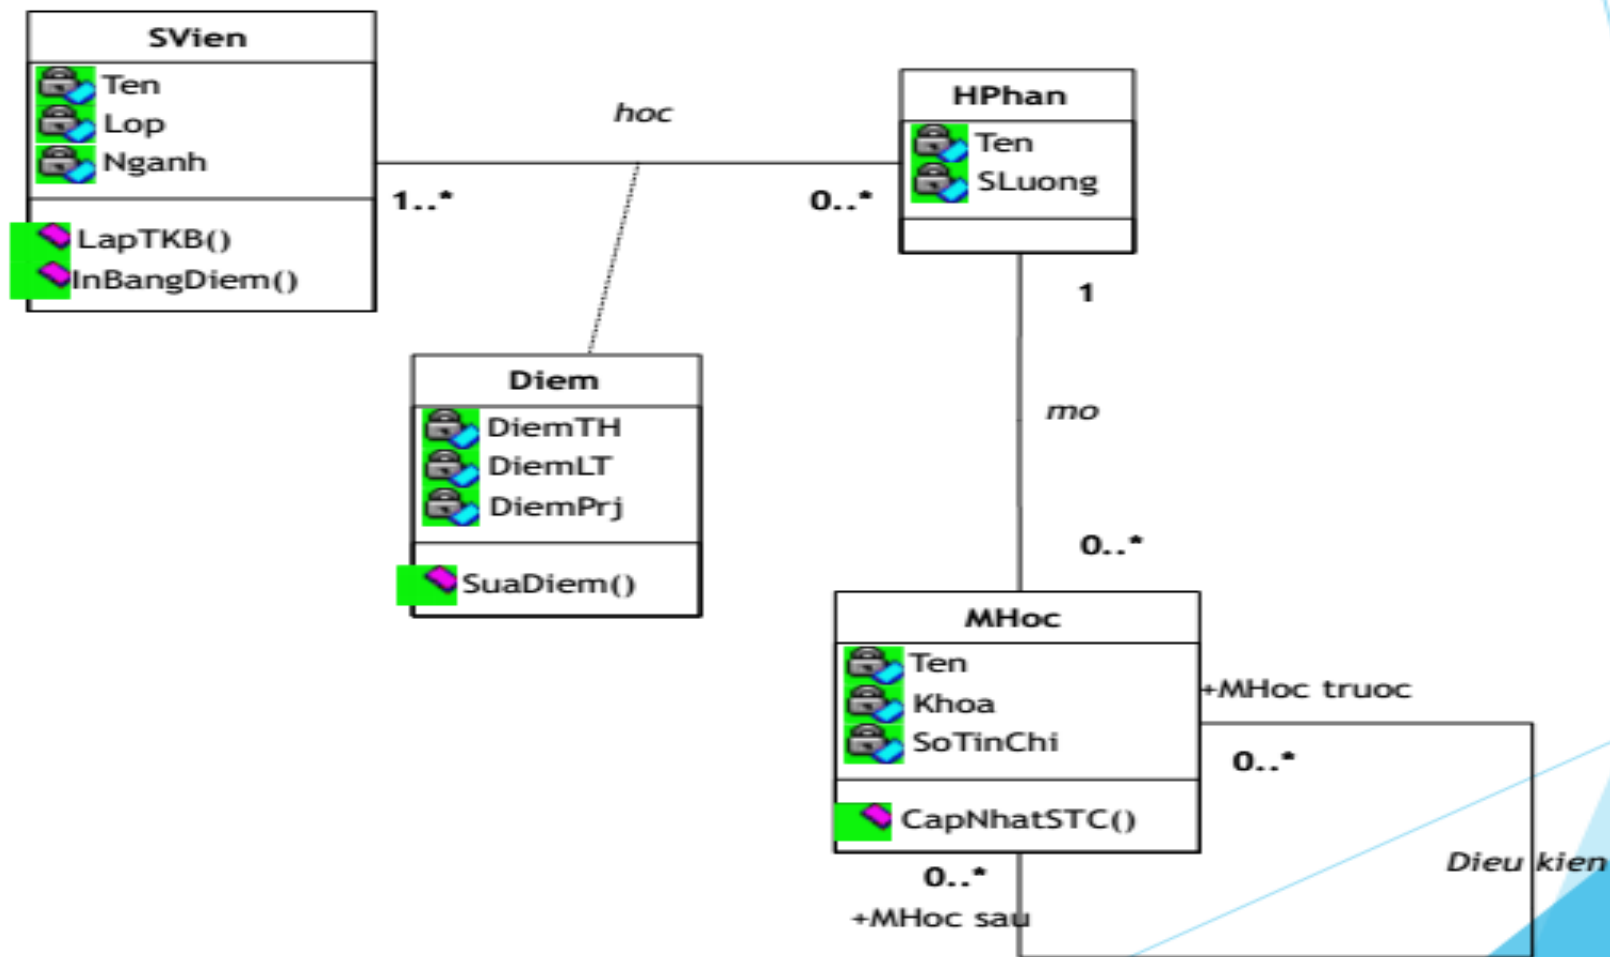 SVien
Ten
Lop
Nganh
LapTKB()
InBangDiem()
hoc
1..*
0..*
HPhan
Ten
SLuong
1
mo
0..*
Diem
DiemTH
DiemLT
DiemPrj
SuaDiem()
MHoc
Ten
Khoa
SoTinChi
CapNhatSTC()
+MHoc truoc
0..*
Dieu kien
0..*
+MHoc sau